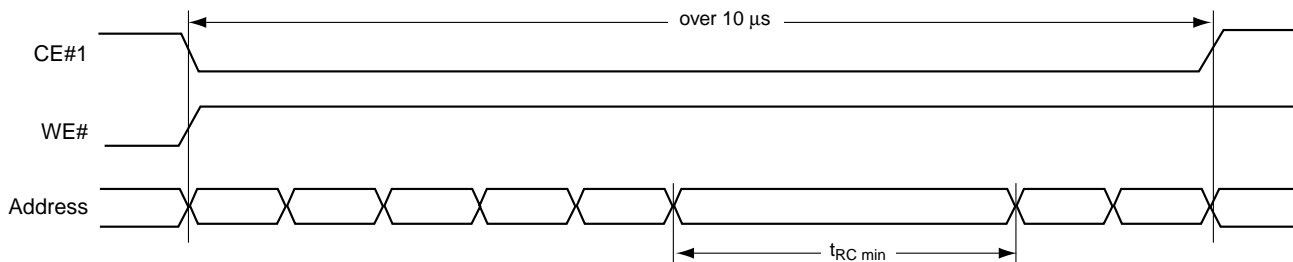 over 10 μs
CE#1
WE#
Address
tRC min